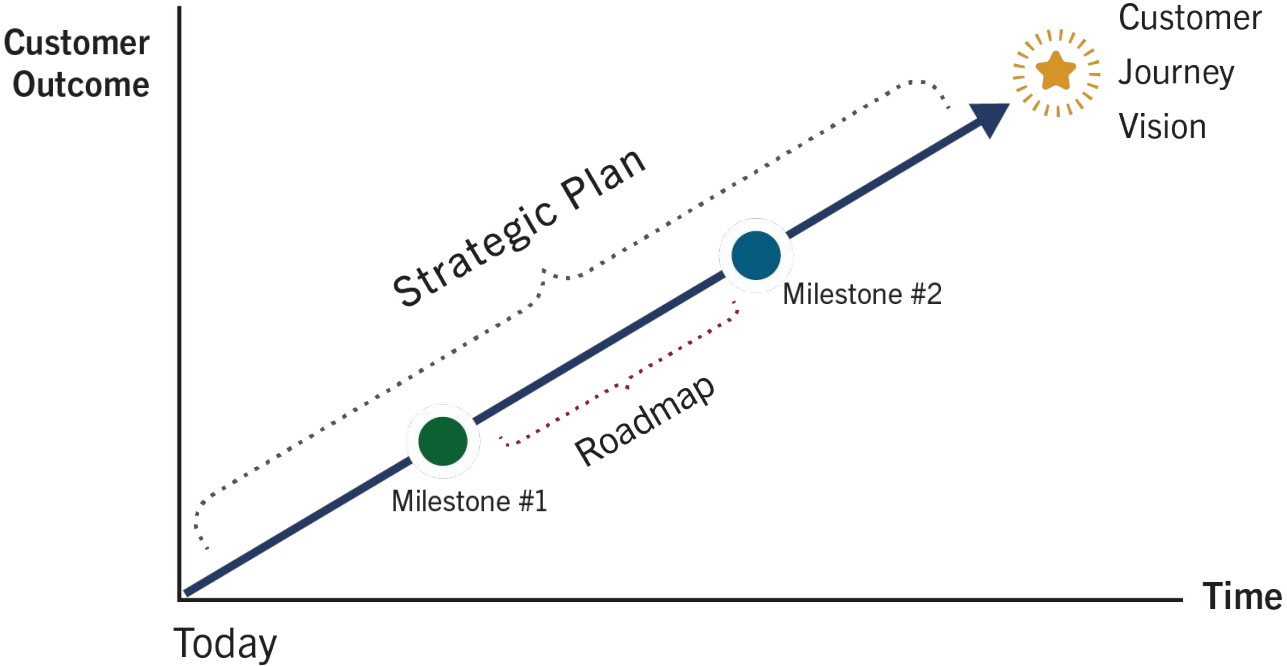 Customer
Outcome
Customer
Journey
Vision
Strategic Plan
Milestone #2
Roadmap
Milestone #1
Time
Today